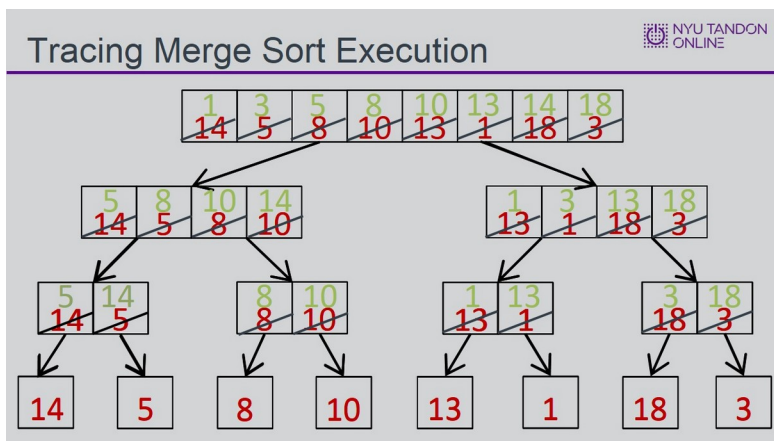 NYU TANDON
ONLINE
Tracing Merge Sort Execution
1 3 5 8 10 13 14 18
14 5 8 10 13 1 18 3
5 8 10 14 1 3 13 18
14 5 8 10 13 1 18 3
5 14 8 10 1 13 3 18
14 5 8 10 13 1 18 3
14 5 8 10 13 1 18 3